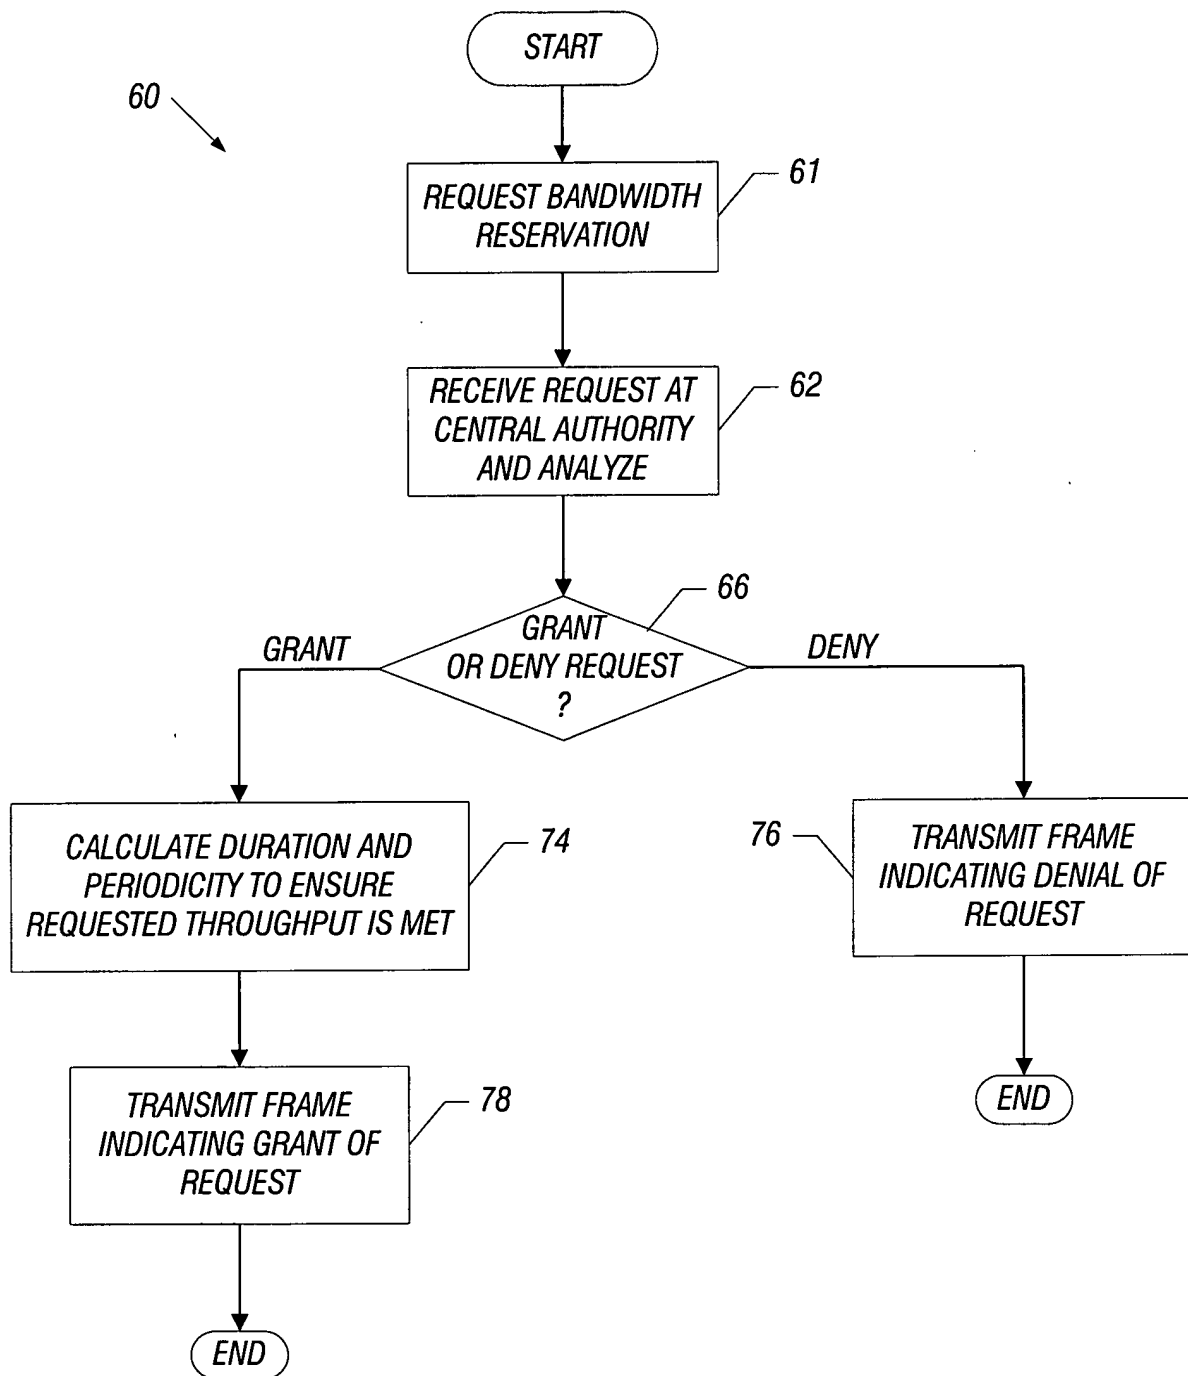 START
60
61
REQUEST BANDWIDTH
RESERVATION
62
RECEIVE REQUEST AT
CENTRAL AUTHORITY
AND ANALYZE
66
GRANT
GRANT
OR DENY REQUEST
?
DENY
CALCULATE DURATION AND
PERIODICITY TO ENSURE
REQUESTED THROUGHPUT IS MET
74
76
TRANSMIT FRAME
INDICATING DENIAL OF
REQUEST
TRANSMIT FRAME
INDICATING GRANT OF
REQUEST
78
END
END